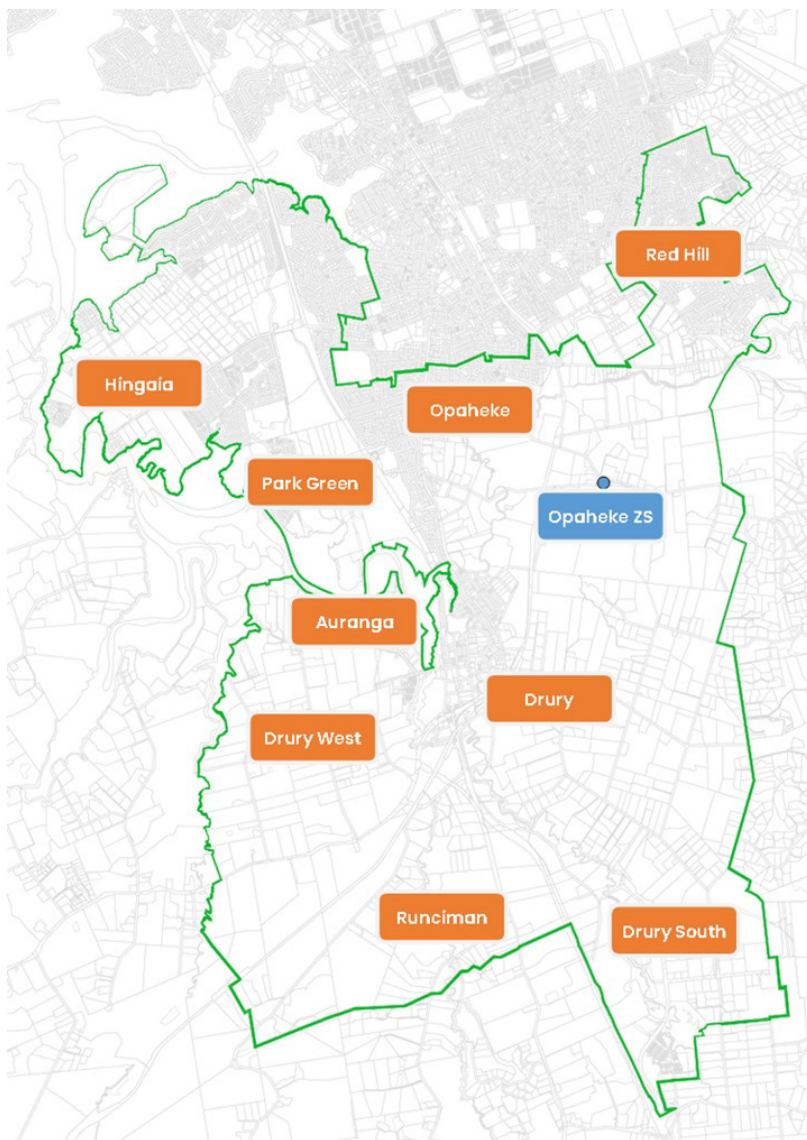 Red Hill
Hingaia
Opaheke
Park Green
Opaheke ZS
Auranga
Drury
Drury West
Runciman
Drury South